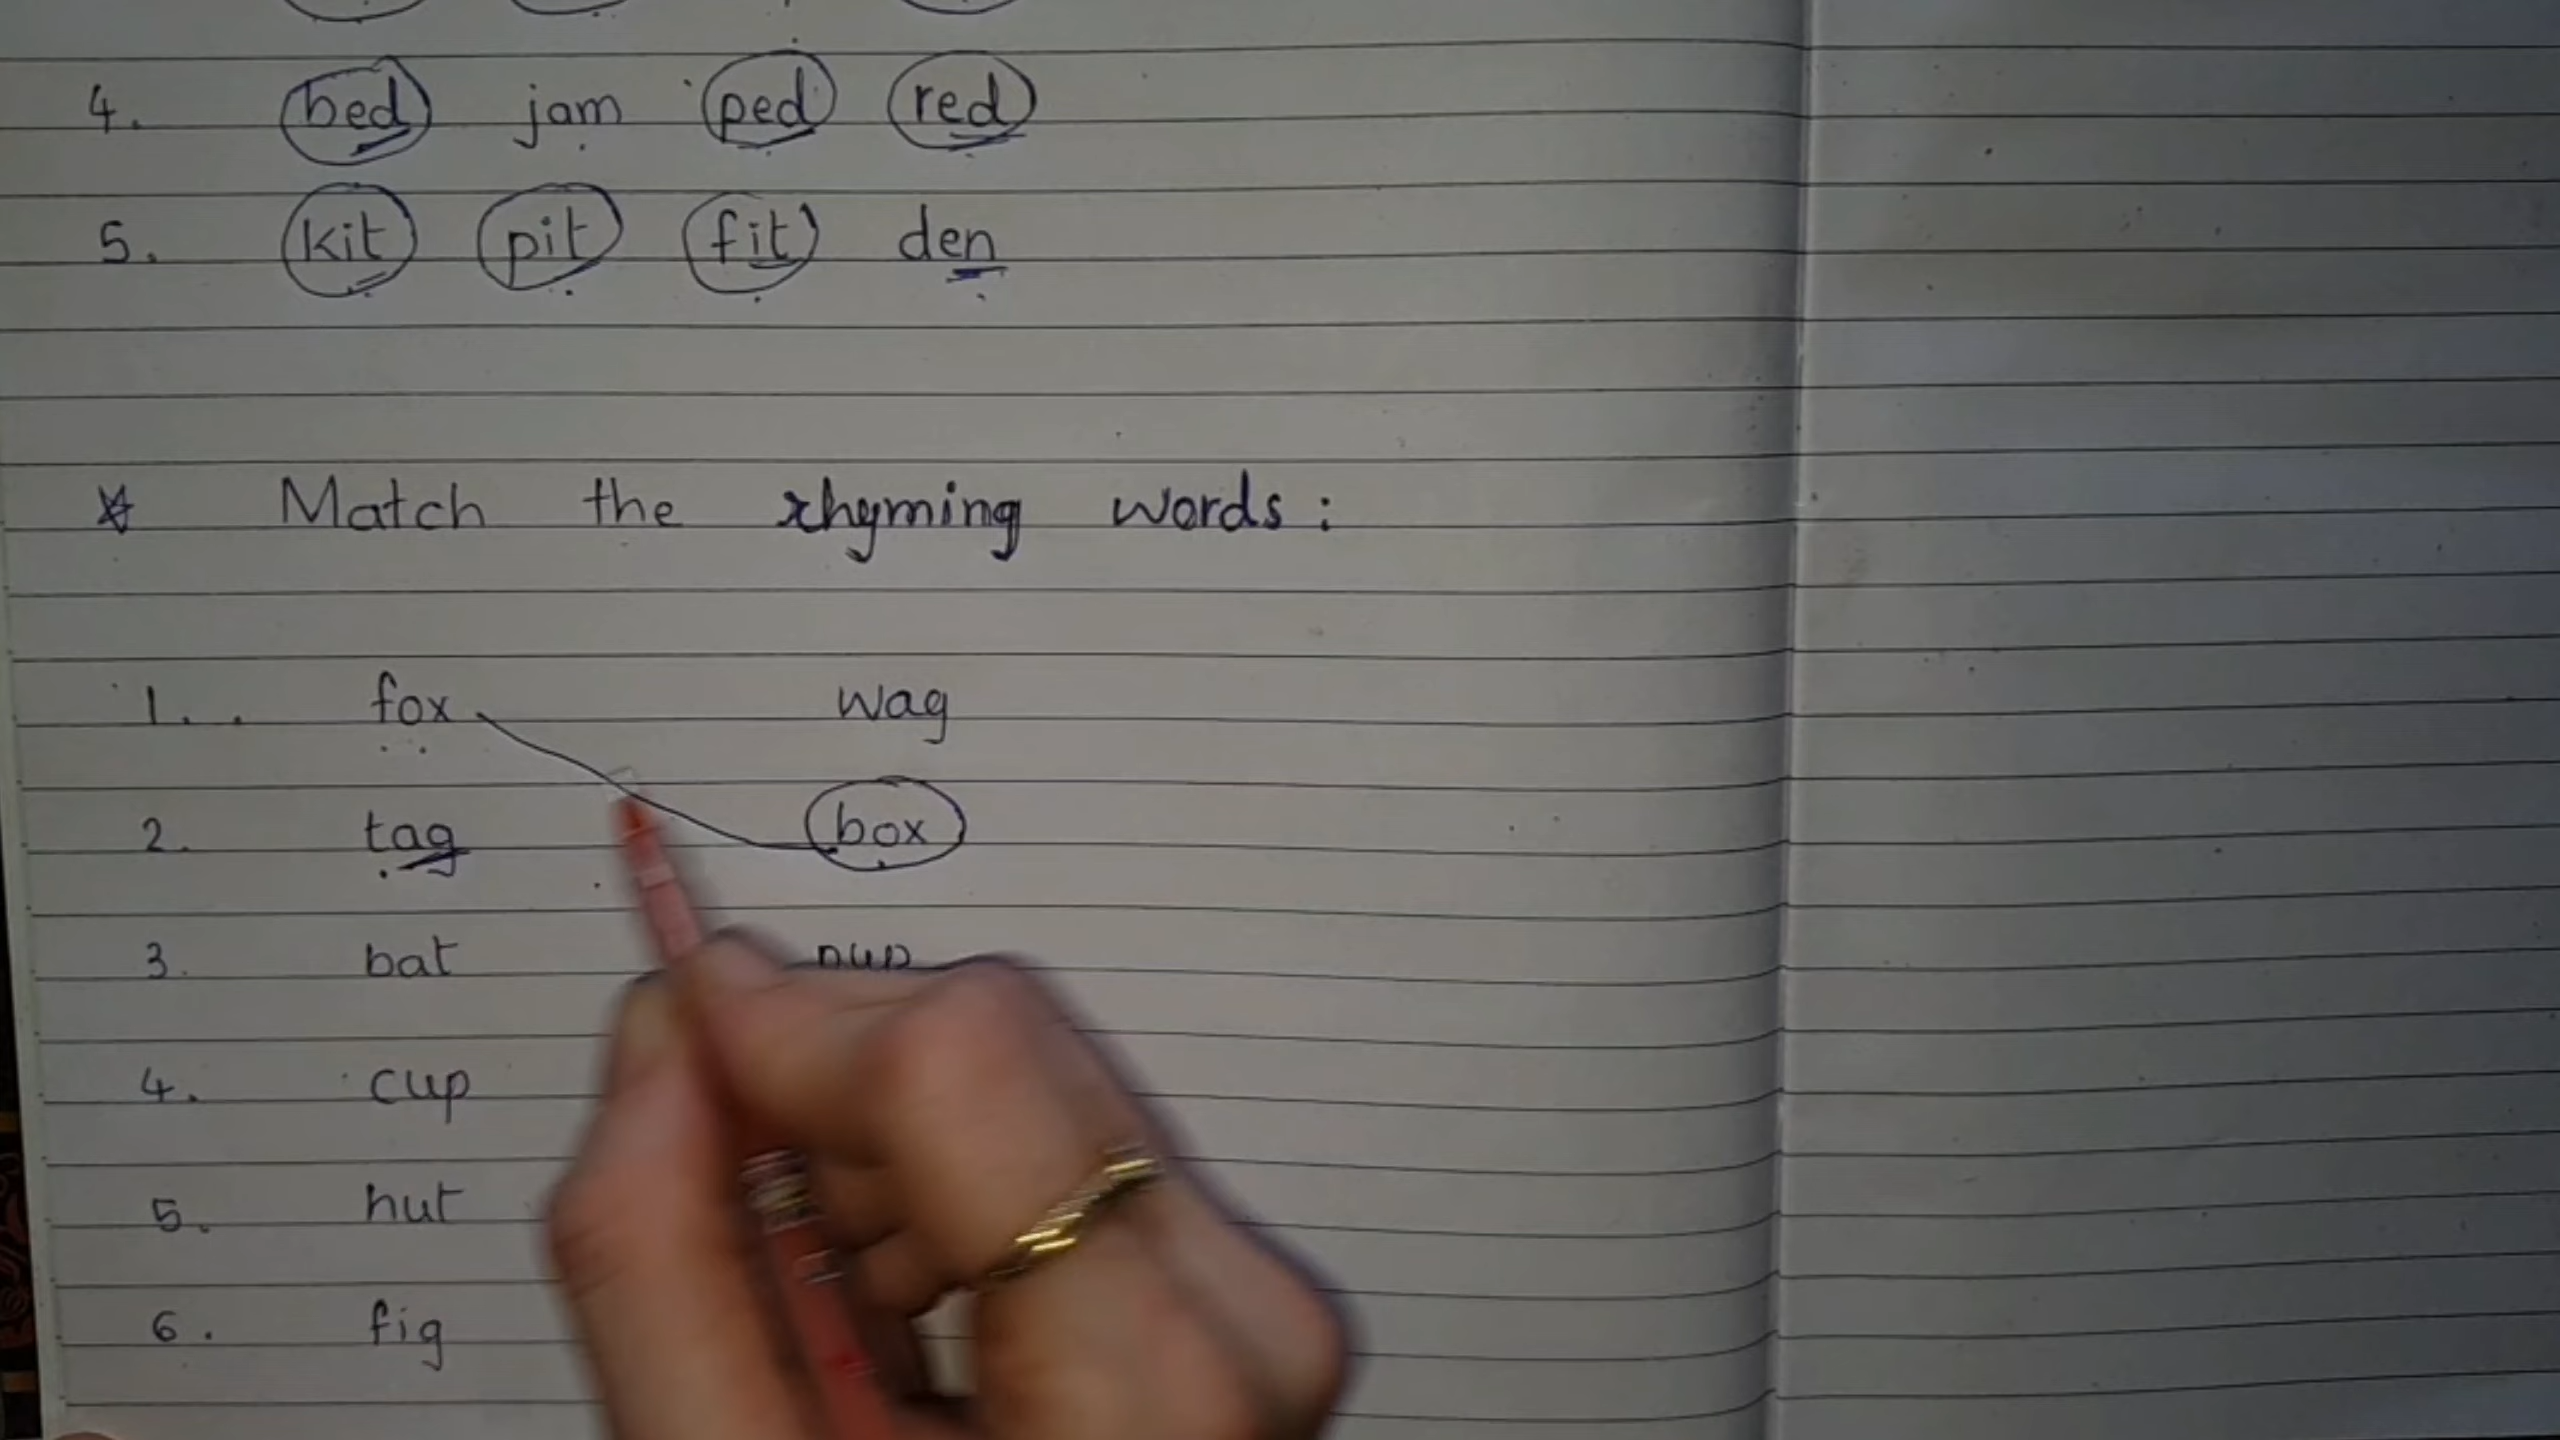 4. bed jam ped red
5. kit pit fit den
Match the rhyming words:
1. fox wag
2. tag box
3. bat
4. cup
5. hut
6. fig